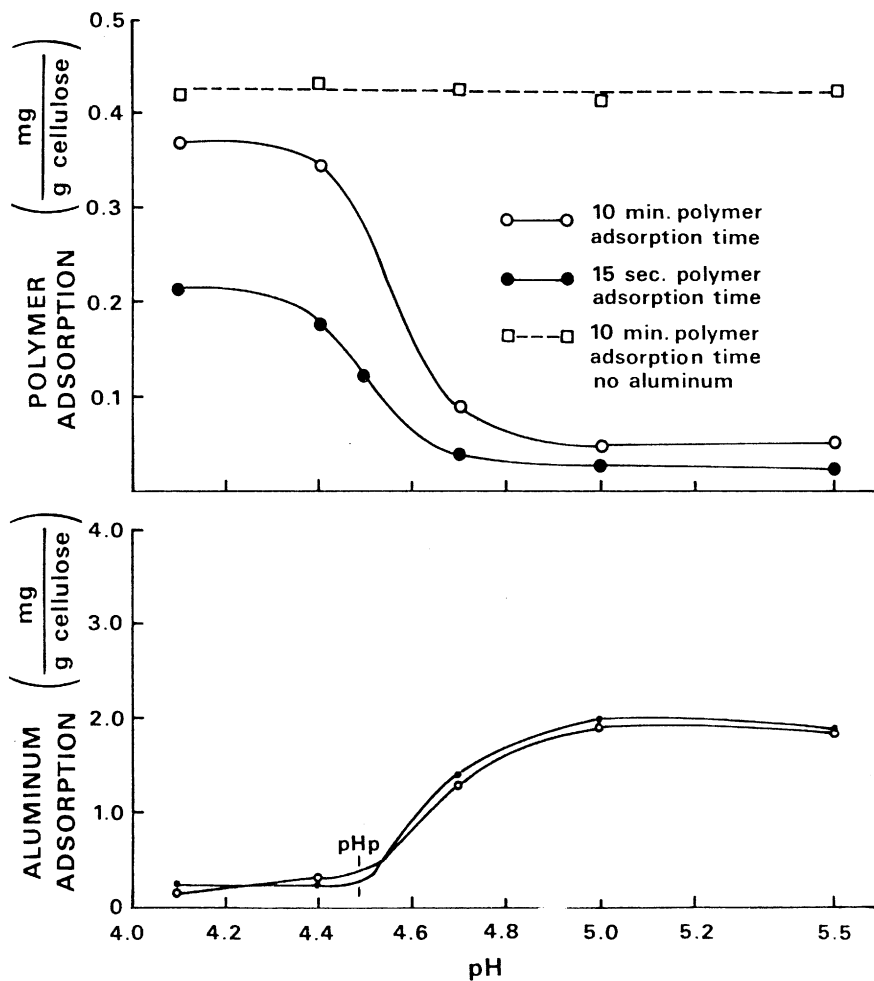 0.5
0.4
0.3
0.2
0.1
POLYMER ADSORPTION
( mg / g cellulose )
10 min. polymer
adsorption time
15 sec. polymer
adsorption time
10 min. polymer
adsorption time
no aluminum
4.0
3.0
2.0
1.0
0
ALUMINUM ADSORPTION
( mg / g cellulose )
pHp
4.0 4.2 4.4 4.6 4.8 5.0 5.2 5.5
pH